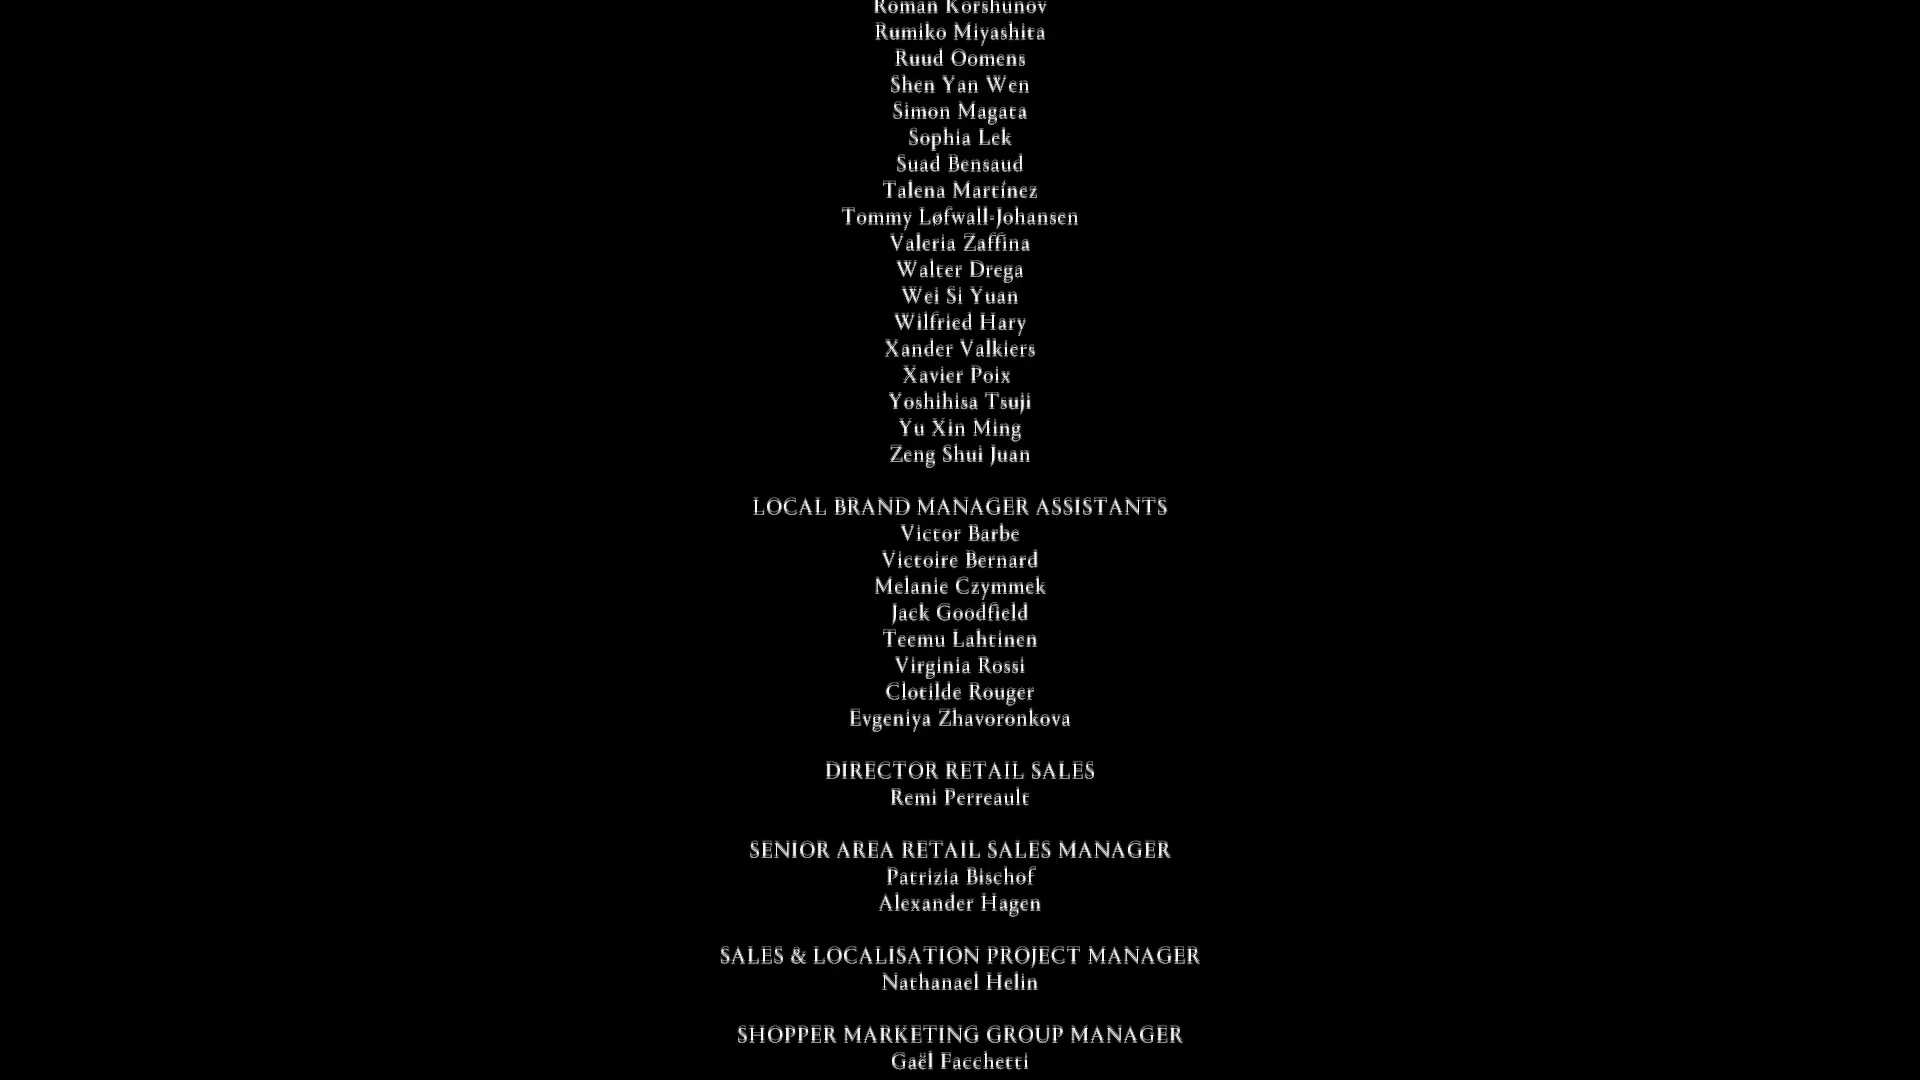 Roman Korshunov
Rumiko Miyashita
Ruud Oomens
Shen Yan Wen
Simon Magata
Sophia Lek
Suad Bensaud
Talena Martínez
Tommy Løfwall-Johansen
Valeria Zaffina
Walter Drega
Wei Si Yuan
Wilfried Hary
Xander Valkiers
Xavier Poix
Yoshihisa Tsuji
Yu Xin Ming
Zeng Shui Juan
LOCAL BRAND MANAGER ASSISTANTS
Victor Barbe
Victoire Bernard
Melanie Czymmek
Jack Goodfield
Teemu Lahtinen
Virginia Rossi
Clotilde Rouger
Evgeniya Zhavoronkova
DIRECTOR RETAIL SALES
Remi Perreault
SENIOR AREA RETAIL SALES MANAGER
Patrizia Bischof
Alexander Hagen
SALES & LOCALISATION PROJECT MANAGER
Nathanael Helin
SHOPPER MARKETING GROUP MANAGER
Gaël Facchetti